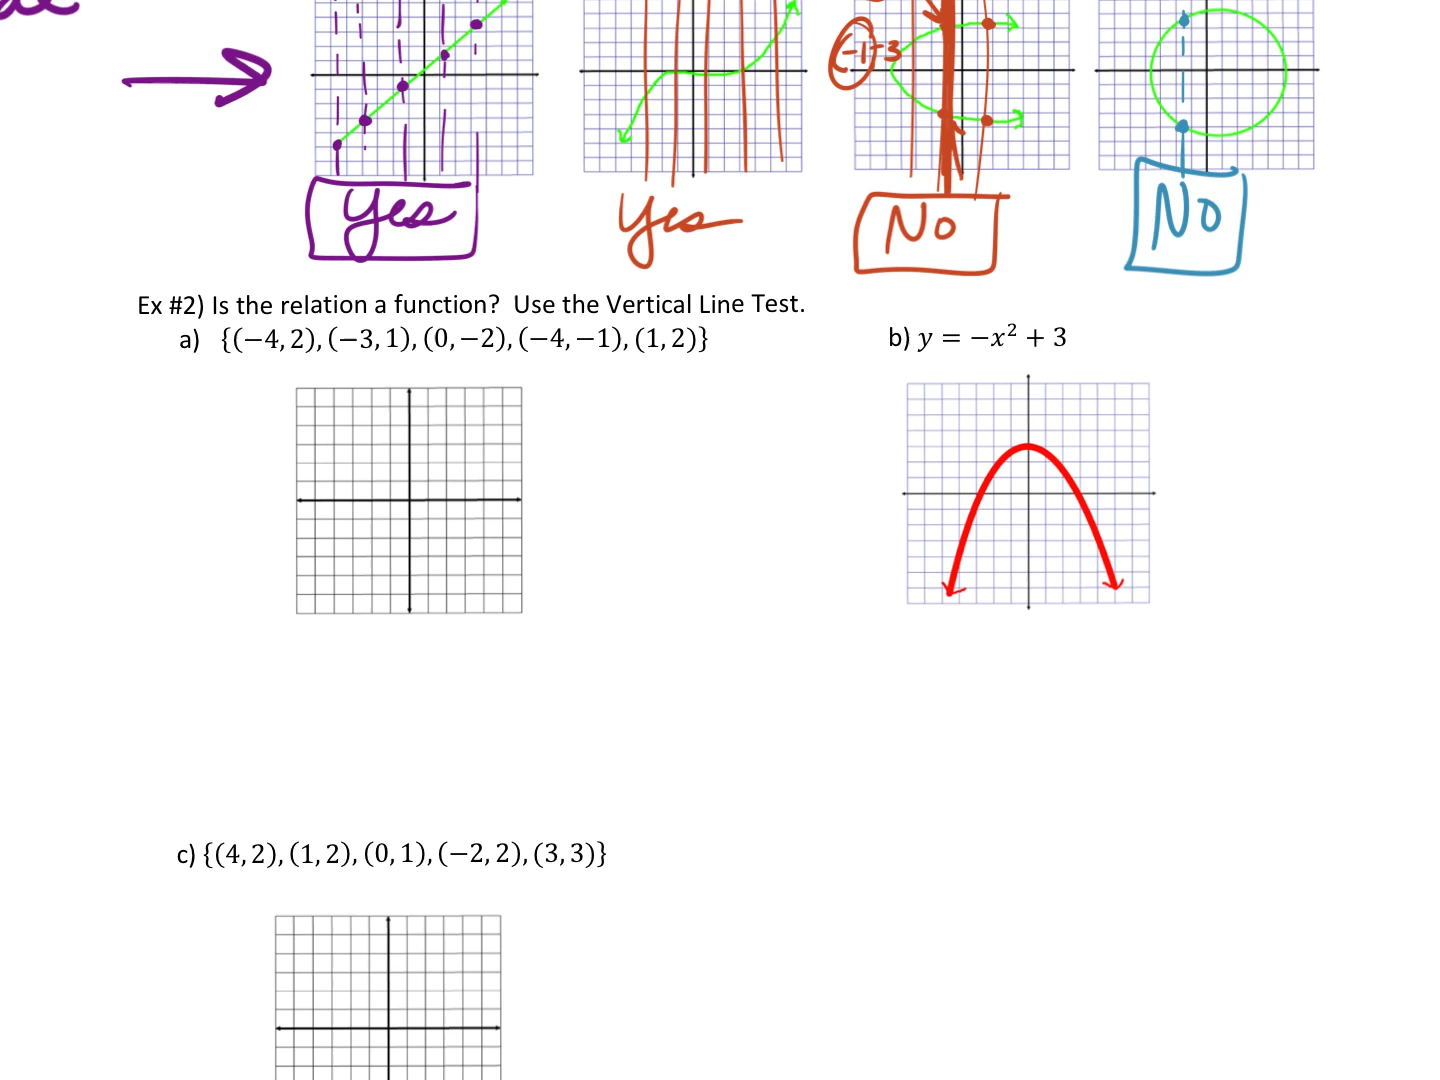 (-1,-3
Yes
Yes
No
No
Ex #2) Is the relation a function?  Use the Vertical Line Test.
a)  {(−4, 2), (−3, 1), (0, −2), (−4, −1), (1, 2)}
b) y = −x² + 3
c) {(4, 2), (1, 2), (0, 1), (−2, 2), (3, 3)}